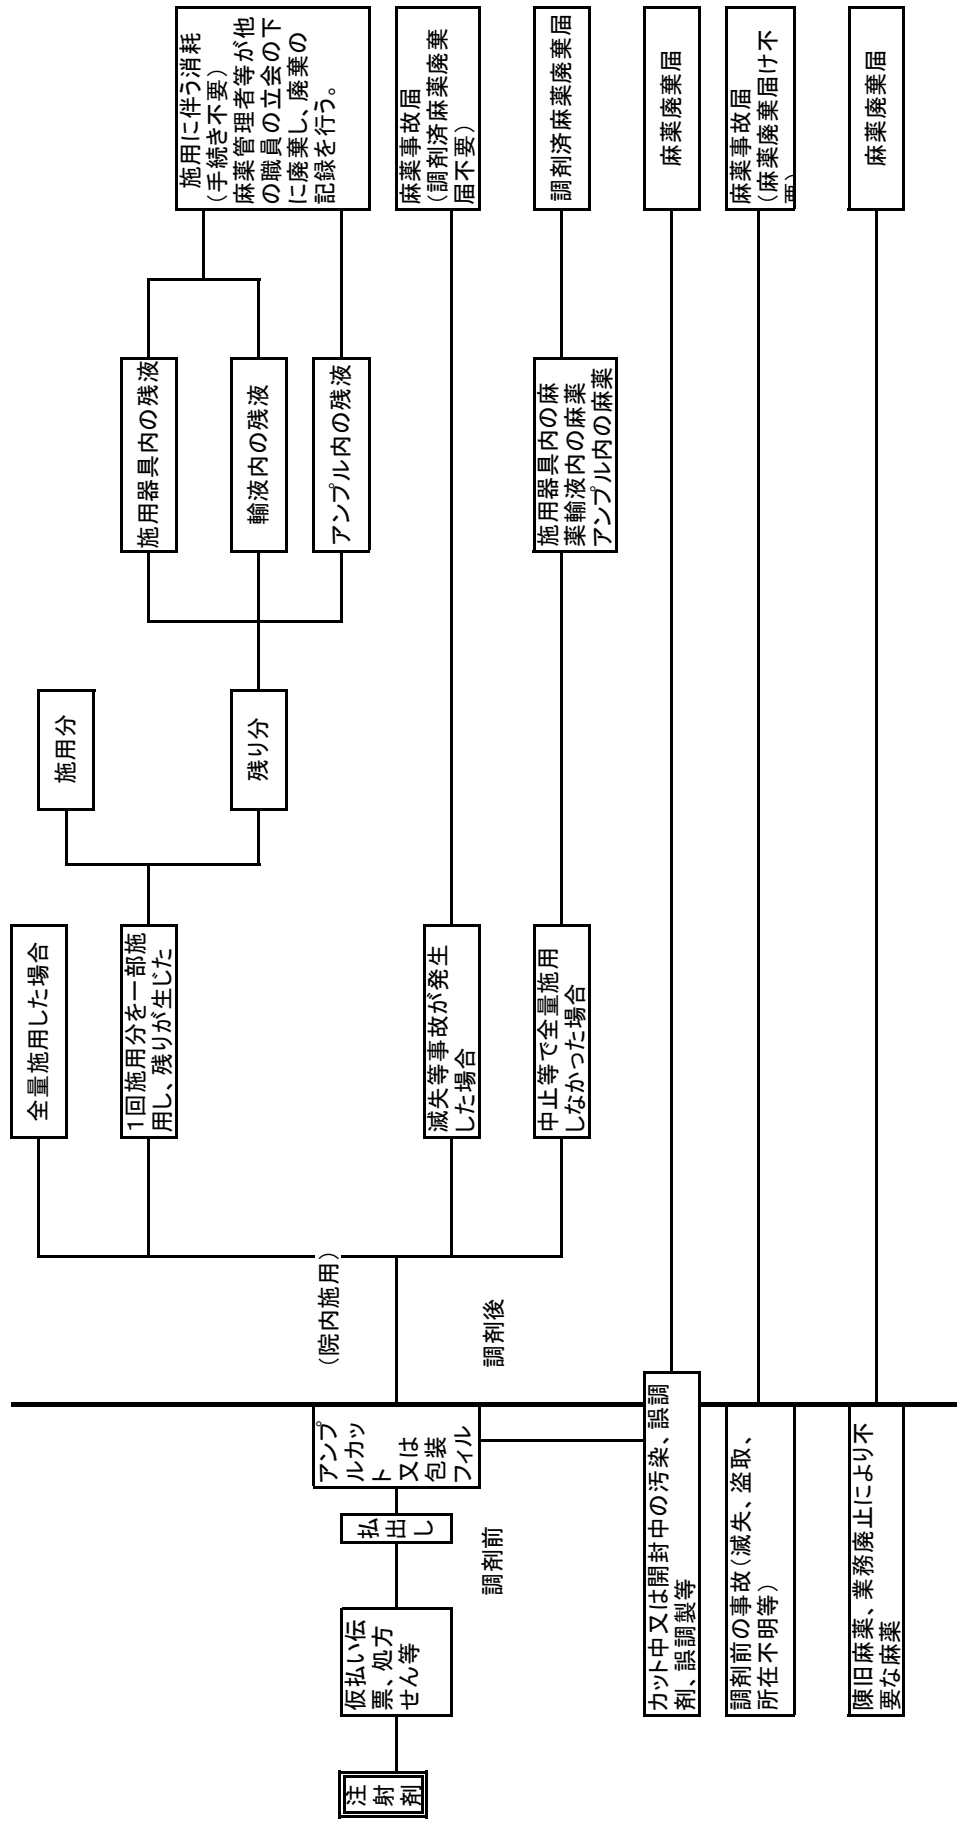 注
射
剤
仮払い伝
票、処方
せん等
払
出
し
アンプ
ルカッ
ト
又は
包装
フィル
調剤前
調剤後
（院内施用）
全量施用した場合
１回施用分を一部施
用し、残りが生じた
施用分
残り分
施用器具内の残液
輸液内の残液
アンプル内の残液
施用に伴う消耗
（手続き不要）
麻薬管理者等が他
の職員の立会の下
に廃棄し、廃棄の
記録を行う。
滅失等事故が発生
した場合
麻薬事故届
（調剤済麻薬廃棄
届不要）
中止等で全量施用
しなかった場合
施用器具内の麻
薬輸液内の麻薬
アンプル内の麻薬
調剤済麻薬廃棄届
カット中又は開封中の汚染、誤調
剤、誤調製等
麻薬廃棄届
調剤前の事故（滅失、盗取、
所在不明等）
麻薬事故届
（麻薬廃棄届け不
要）
陳旧麻薬、業務廃止により不
要な麻薬
麻薬廃棄届